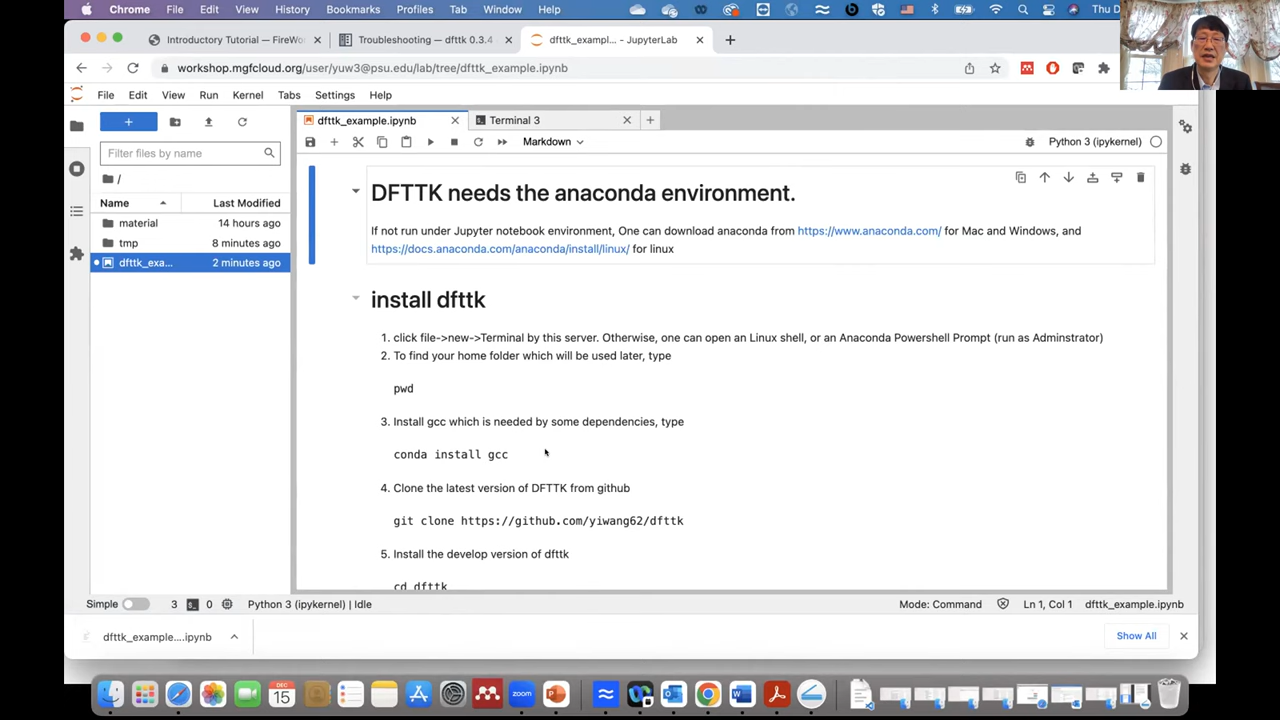 Chrome File Edit View History Bookmarks Profiles Tab Window Help Thu D
Introductory Tutorial — FireWo
Troubleshooting — dfttk 0.3.4
dfttk_exampl... - JupyterLab
workshop.mgfcloud.org/user/yuw3@psu.edu/lab/tree/dfttk_example.ipynb
File Edit View Run Kernel Tabs Settings Help
dfttk_example.ipynb
Terminal 3
Filter files by name
Markdown
Python 3 (ipykernel)
/
Name Last Modified
material 14 hours ago
tmp 8 minutes ago
dfttk_exa... 2 minutes ago
DFTTK needs the anaconda environment.
If not run under Jupyter notebook environment, One can download anaconda from https://www.anaconda.com/ for Mac and Windows, and
https://docs.anaconda.com/anaconda/install/linux/ for linux
install dfttk
1. click file->new->Terminal by this server. Otherwise, one can open an Linux shell, or an Anaconda Powershell Prompt (run as Adminstrator)
2. To find your home folder which will be used later, type
pwd
3. Install gcc which is needed by some dependencies, type
conda install gcc
4. Clone the latest version of DFTTK from github
git clone https://github.com/yiwang62/dfttk
5. Install the develop version of dfttk
cd dfttk
Simple 3 0 Python 3 (ipykernel) | Idle Mode: Command Ln 1, Col 1 dfttk_example.ipynb
dfttk_example....ipynb
Show All
DEC
15
zoom